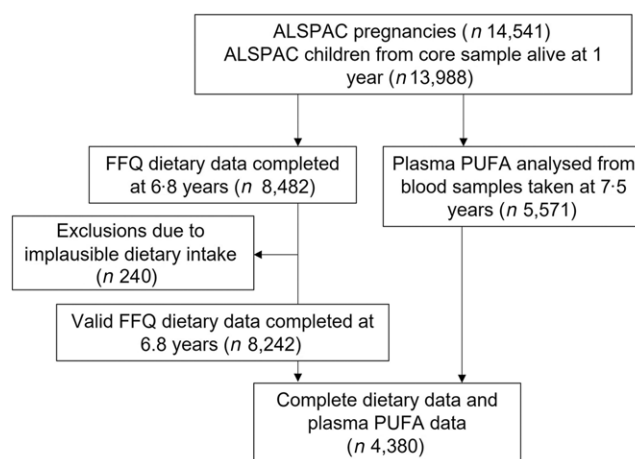 ALSPAC pregnancies (n 14,541)
ALSPAC children from core sample alive at 1
year (n 13,988)
FFQ dietary data completed
at 6·8 years (n 8,482)
Plasma PUFA analysed from
blood samples taken at 7·5
years (n 5,571)
Exclusions due to
implausible dietary intake
(n 240)
Valid FFQ dietary data completed at
6.8 years (n 8,242)
Complete dietary data and
plasma PUFA data
(n 4,380)